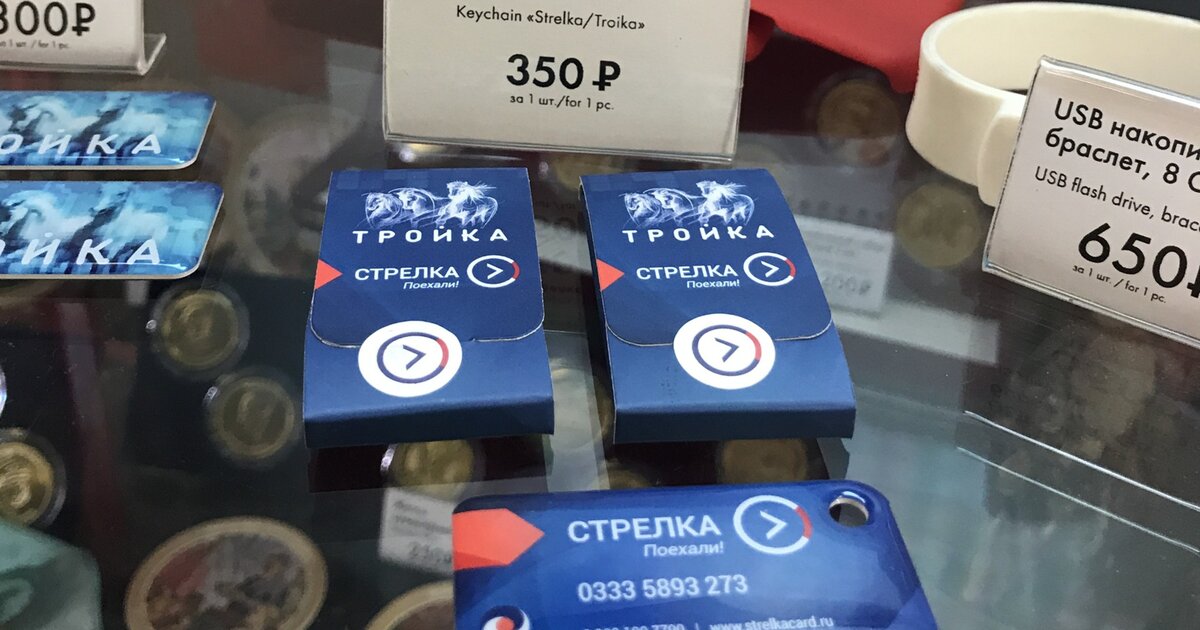 300₽
Keychain «Strelka/Troika»
350 ₽
за 1 шт./for 1 pc.
USB накопи
браслет, 8
USB flash drive, brac
650
за 1 шт. / for 1 pc.
ОЙКА
ОЙКА
ТРОЙКА
СТРЕЛКА
Поехали!
ТРОЙКА
СТРЕЛКА
Поехали!
СТРЕЛКА
Поехали!
0333 5893 273
www.strelkacard.ru